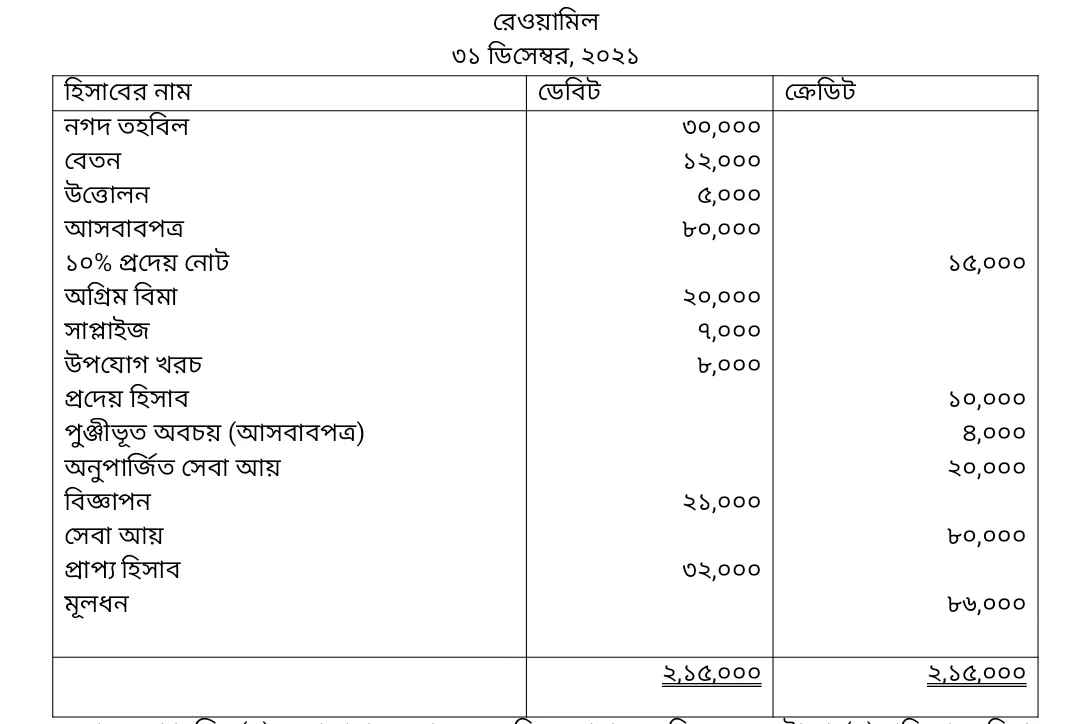 রেওয়ামিল
৩১ ডিসেম্বর, ২০২১
হিসাবের নাম ডেবিট ক্রেডিট
নগদ তহবিল ৩০,০০০
বেতন ১২,০০০
উত্তোলন ৫,০০০
আসবাবপত্র ৮০,০০০
১০% প্রদেয় নোট ১৫,০০০
অগ্রিম বিমা ২০,০০০
সাপ্লাইজ ৭,০০০
উপযোগ খরচ ৮,০০০
প্রদেয় হিসাব ১০,০০০
পুঞ্জীভূত অবচয় (আসবাবপত্র) ৪,০০০
অনুপার্জিত সেবা আয় ২০,০০০
বিজ্ঞাপন ২১,০০০
সেবা আয় ৮০,০০০
প্রাপ্য হিসাব ৩২,০০০
মূলধন ৮৬,০০০
২,১৫,০০০ ২,১৫,০০০